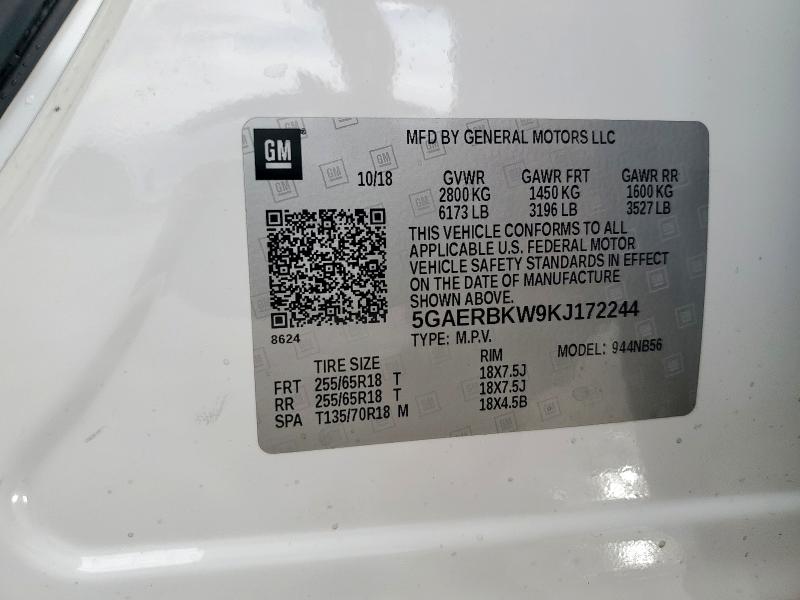 GM
MFD BY GENERAL MOTORS LLC
10/18 GVWR GAWR FRT GAWR RR
2800 KG 1450 KG 1600 KG
6173 LB 3196 LB 3527 LB
THIS VEHICLE CONFORMS TO ALL
APPLICABLE U.S. FEDERAL MOTOR
VEHICLE SAFETY STANDARDS IN EFFECT
ON THE DATE OF MANUFACTURE
SHOWN ABOVE.
5GAERBKW9KJ172244
8624
TYPE: M.P.V. MODEL: 944NB56
TIRE SIZE RIM
FRT 255/65R18 T 18X7.5J
RR 255/65R18 T 18X7.5J
SPA T135/70R18 M 18X4.5B